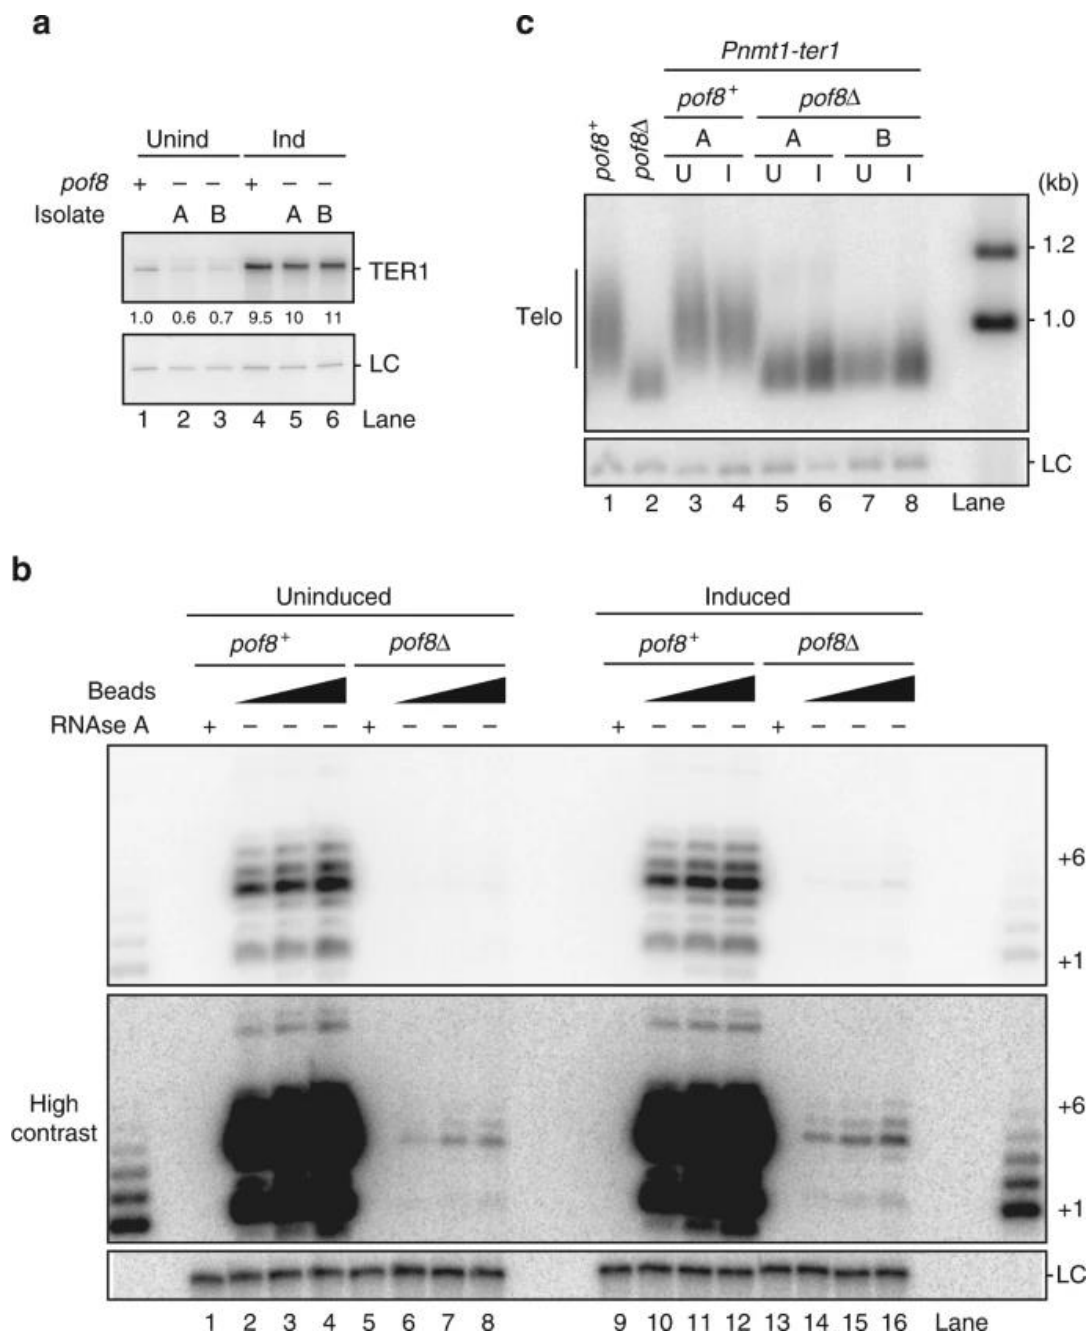 a
Unind Ind
pof8 + − − + − −
Isolate A B A B
TER1
1.0 0.6 0.7 9.5 10 11
LC
1 2 3 4 5 6 Lane
c
Pnmt1-ter1
pof8+ pof8Δ
pof8+ pof8Δ A A B
U I U I U I (kb)
1.2
Telo 1.0
LC
1 2 3 4 5 6 7 8 Lane
b
Uninduced Induced
pof8+ pof8Δ pof8+ pof8Δ
Beads
RNAse A + − − − + − − − + − − − + − − −
+6
+1
High
contrast
+6
+1
LC
1 2 3 4 5 6 7 8 9 10 11 12 13 14 15 16 Lane